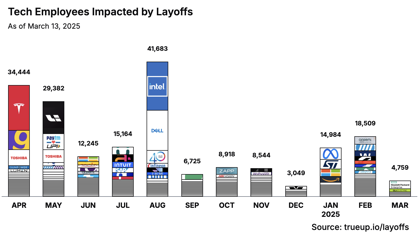 Tech Employees Impacted by Layoffs
As of March 13, 2025
41,683
34,444
29,382
intel
18,509
15,164
14,984
12,245
DELL
8,918
8,544
6,725
4,759
3,049
TOSHIBA
TOSHIBA
intuit
APR MAY JUN JUL AUG SEP OCT NOV DEC JAN FEB MAR
2025
Source: trueup.io/layoffs